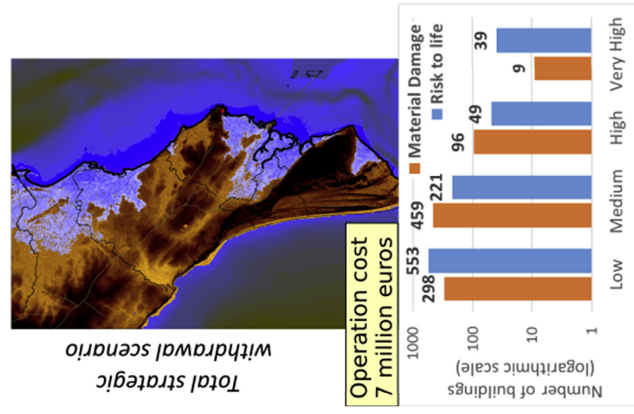 Total strategic
withdrawal scenario
Operation cost
7 million euros
Number of buildings
(logarithmic scale)
1000
100
10
1
Material Damage
Risk to life
298
553
459
221
96
49
9
39
Low
Medium
High
Very High